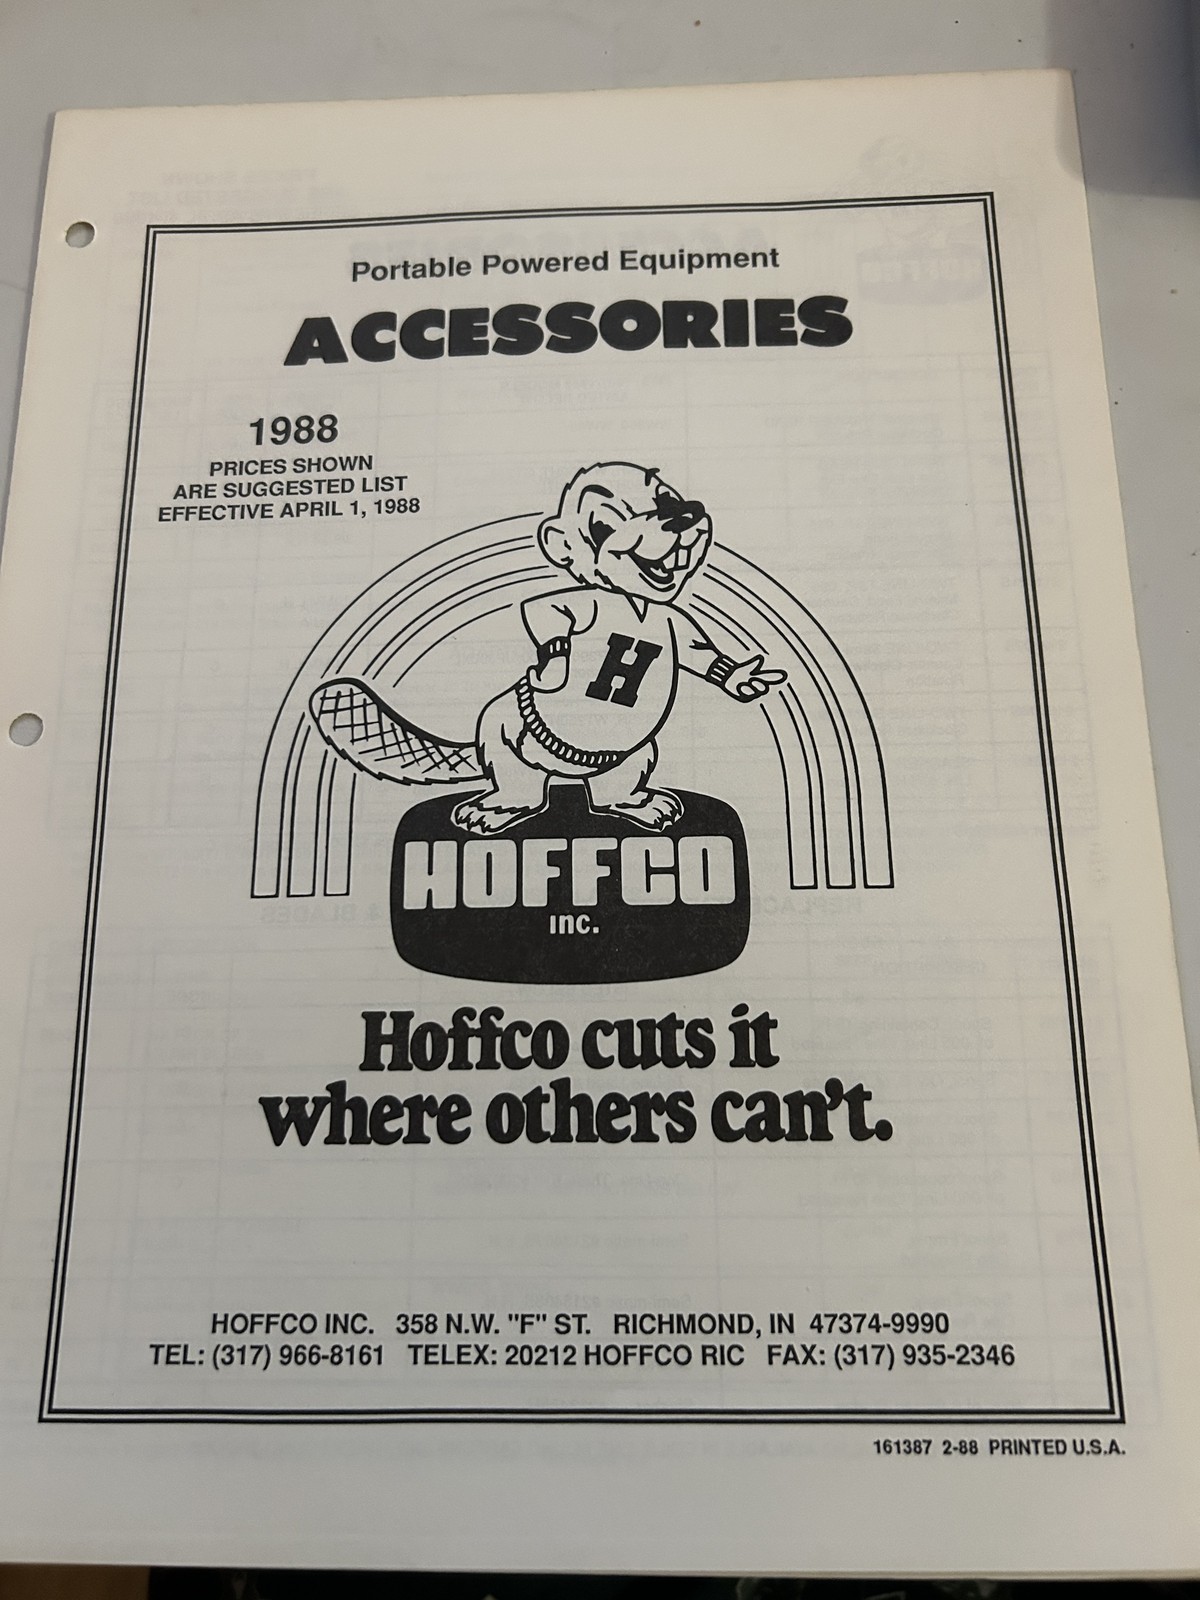 Portable Powered Equipment
ACCESSORIES
1988
PRICES SHOWN
ARE SUGGESTED LIST
EFFECTIVE APRIL 1, 1988
H
HOFFCO
inc.
Hoffco cuts it
where others can't.
HOFFCO INC. 358 N.W. "F" ST. RICHMOND, IN 47374-9990
TEL: (317) 966-8161 TELEX: 20212 HOFFCO RIC FAX: (317) 935-2346
161387 2-88 PRINTED U.S.A.